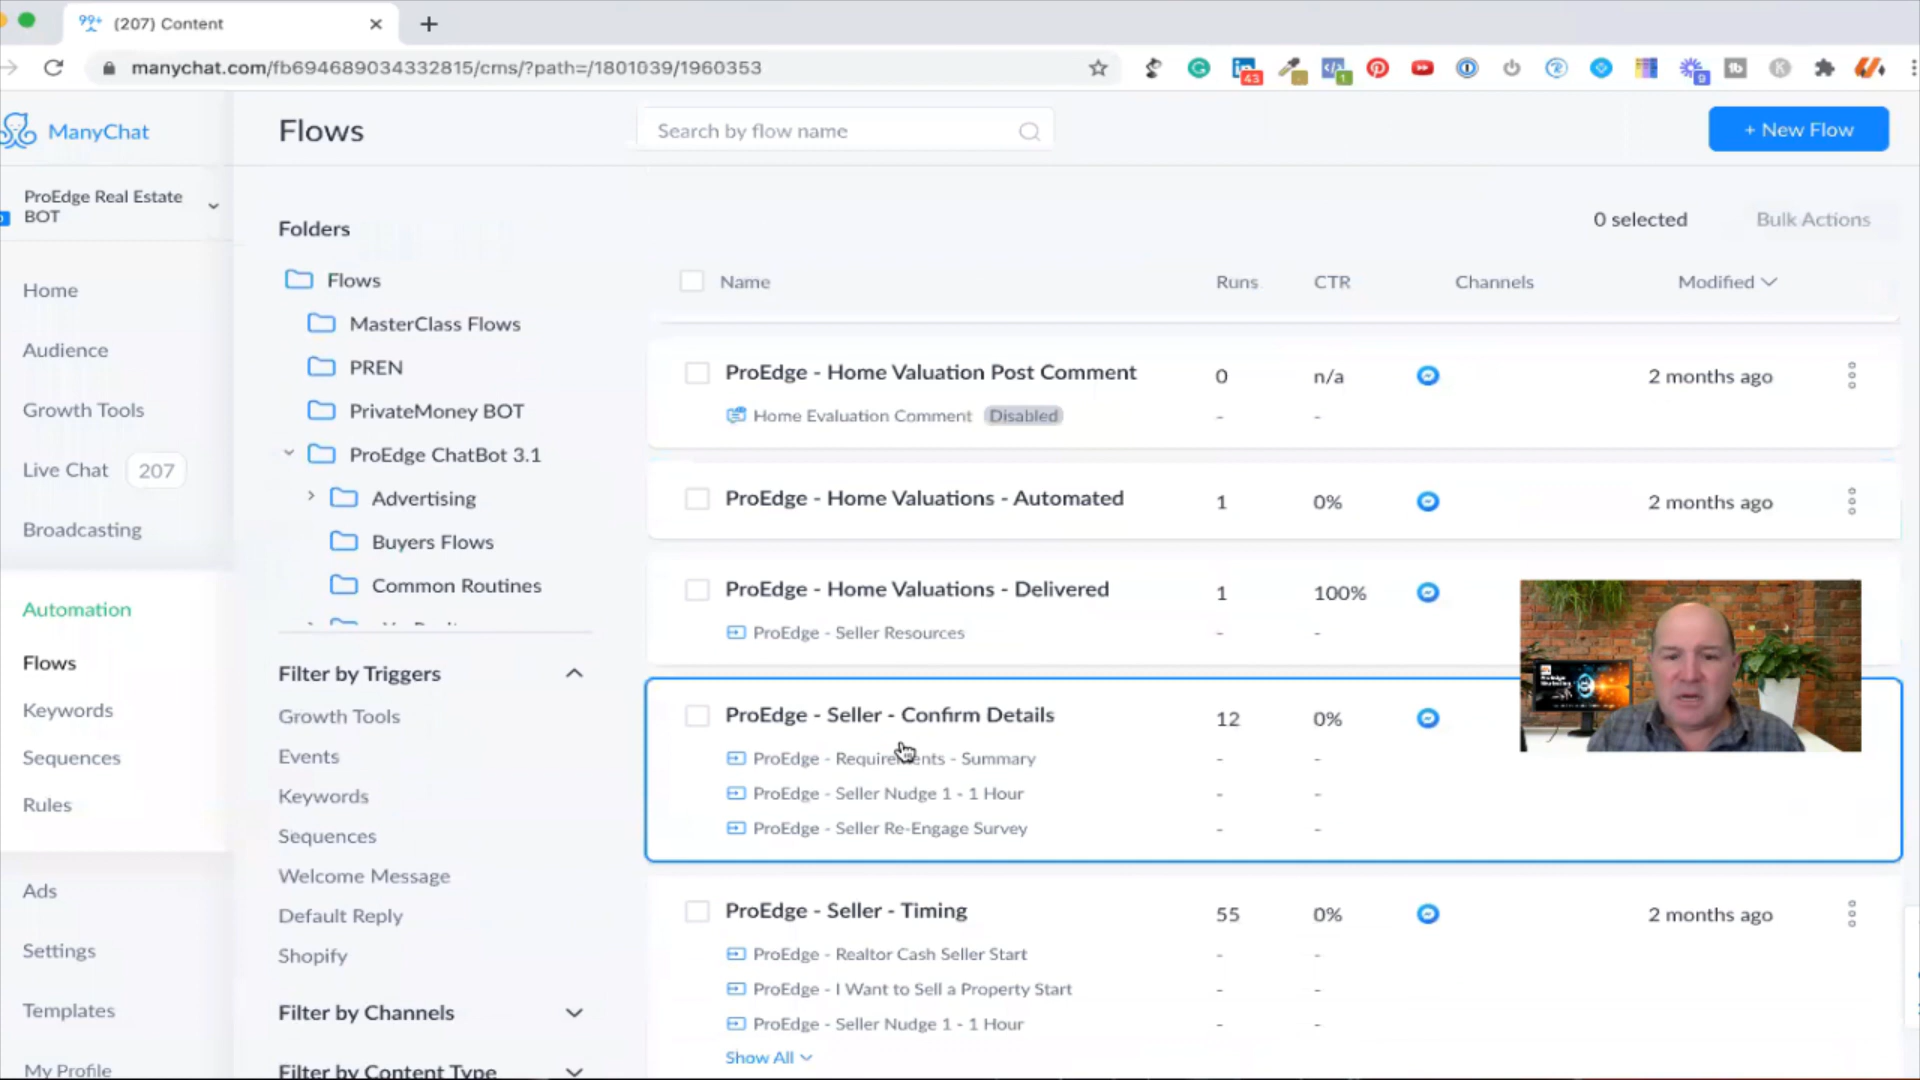 99+ (207) Content
manychat.com/fb694689034332815/cms/?path=/1801039/1960353
43
1
9
ManyChat
Flows
Search by flow name
+ New Flow
ProEdge Real Estate
BOT
Home
Audience
Growth Tools
Live Chat 207
Broadcasting
Automation
Flows
Keywords
Sequences
Rules
Ads
Settings
Templates
My Profile
Folders
Flows
MasterClass Flows
PREN
PrivateMoney BOT
ProEdge ChatBot 3.1
Advertising
Buyers Flows
Common Routines
Filter by Triggers
Growth Tools
Events
Keywords
Sequences
Welcome Message
Default Reply
Shopify
Filter by Channels
Filter by Content Type
0 selected Bulk Actions
Name Runs CTR Channels Modified
ProEdge - Home Valuation Post Comment 0 n/a 2 months ago
Home Evaluation Comment Disabled - -
ProEdge - Home Valuations - Automated 1 0% 2 months ago
ProEdge - Home Valuations - Delivered 1 100%
ProEdge - Seller Resources - -
ProEdge - Seller - Confirm Details 12 0%
ProEdge - Requirements - Summary - -
ProEdge - Seller Nudge 1 - 1 Hour - -
ProEdge - Seller Re-Engage Survey - -
ProEdge - Seller - Timing 55 0% 2 months ago
ProEdge - Realtor Cash Seller Start - -
ProEdge - I Want to Sell a Property Start - -
ProEdge - Seller Nudge 1 - 1 Hour - -
Show All